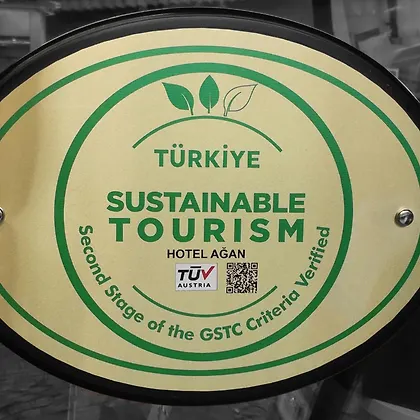 TÜRKİYE
SUSTAINABLE
TOURISM
HOTEL AĞAN
TÜV
AUSTRIA
Second Stage of the GSTC Criteria Verified